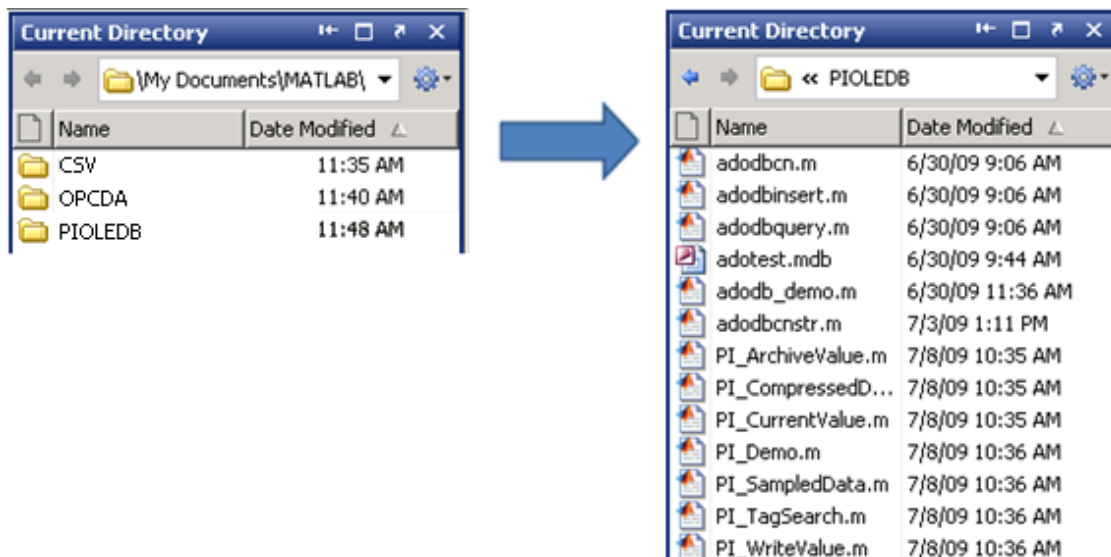 Current Directory
\My Documents\MATLAB\
Name Date Modified
CSV 11:35 AM
OPCDA 11:40 AM
PIOLEDB 11:48 AM
Current Directory
« PIOLEDB
Name Date Modified
adodbcn.m 6/30/09 9:06 AM
adodbinsert.m 6/30/09 9:06 AM
adodbquery.m 6/30/09 9:06 AM
adotest.mdb 6/30/09 9:44 AM
adodb_demo.m 6/30/09 11:36 AM
adodbcnstr.m 7/3/09 1:11 PM
PI_ArchiveValue.m 7/8/09 10:35 AM
PI_CompressedD... 7/8/09 10:35 AM
PI_CurrentValue.m 7/8/09 10:35 AM
PI_Demo.m 7/8/09 10:36 AM
PI_SampledData.m 7/8/09 10:36 AM
PI_TagSearch.m 7/8/09 10:36 AM
PI_WriteValue.m 7/8/09 10:36 AM